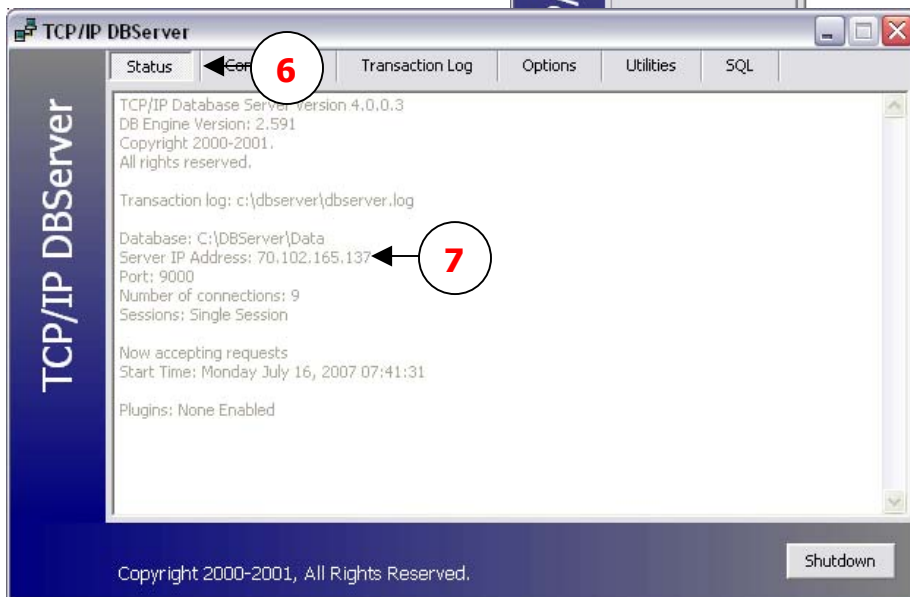 TCP/IP DBServer
Status 6 Transaction Log Options Utilities SQL
TCP/IP DBServer
TCP/IP Database Server Version 4.0.0.3
DB Engine Version: 2.591
Copyright 2000-2001.
All rights reserved.
Transaction log: c:\dbserver\dbserver.log
Database: C:\DBServer\Data
Server IP Address: 70.102.165.137
7
Port: 9000
Number of connections: 9
Sessions: Single Session
Now accepting requests
Start Time: Monday July 16, 2007 07:41:31
Plugins: None Enabled
Copyright 2000-2001, All Rights Reserved.
Shutdown